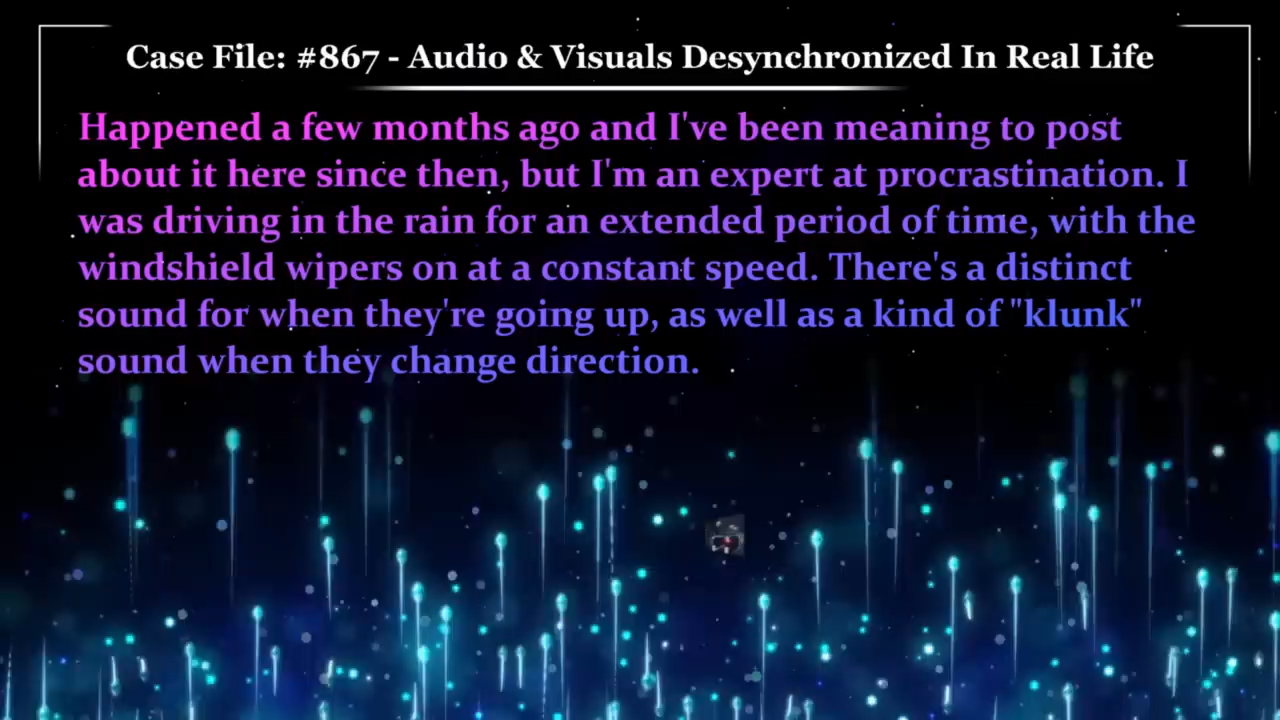 Case File: #867 - Audio & Visuals Desynchronized In Real Life
Happened a few months ago and I've been meaning to post
about it here since then, but I'm an expert at procrastination. I
was driving in the rain for an extended period of time, with the
windshield wipers on at a constant speed. There's a distinct
sound for when they're going up, as well as a kind of "klunk"
sound when they change direction.